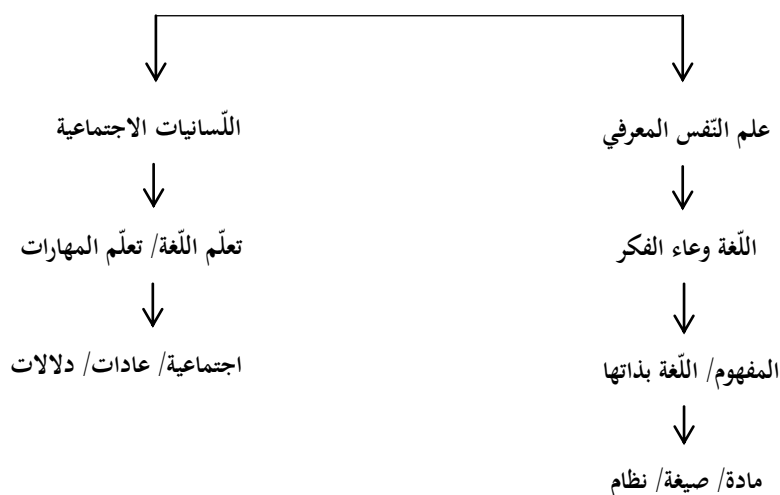 علم النّفس المعرفي
اللّغة وعاء الفكر
المفهوم/ اللّغة بذاتها
مادة/ صيغة/ نظام
اللّسانيات الاجتماعية
تعلّم اللّغة/ تعلّم المهارات
اجتماعية/ عادات/ دلالات